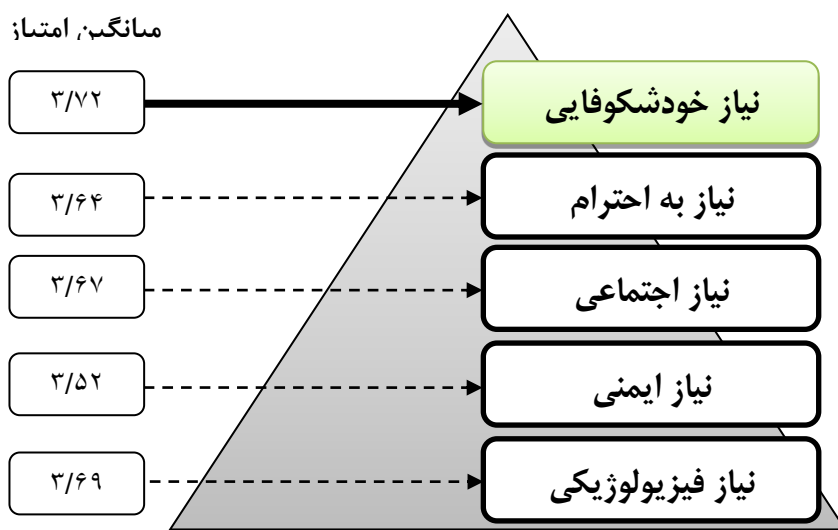 میانگین امتیاز
نیاز خودشکوفایی
۳/۷۲
نیاز به احترام
۳/۶۴
نیاز اجتماعی
۳/۶۷
نیاز ایمنی
۳/۵۲
نیاز فیزیولوژیکی
۳/۶۹